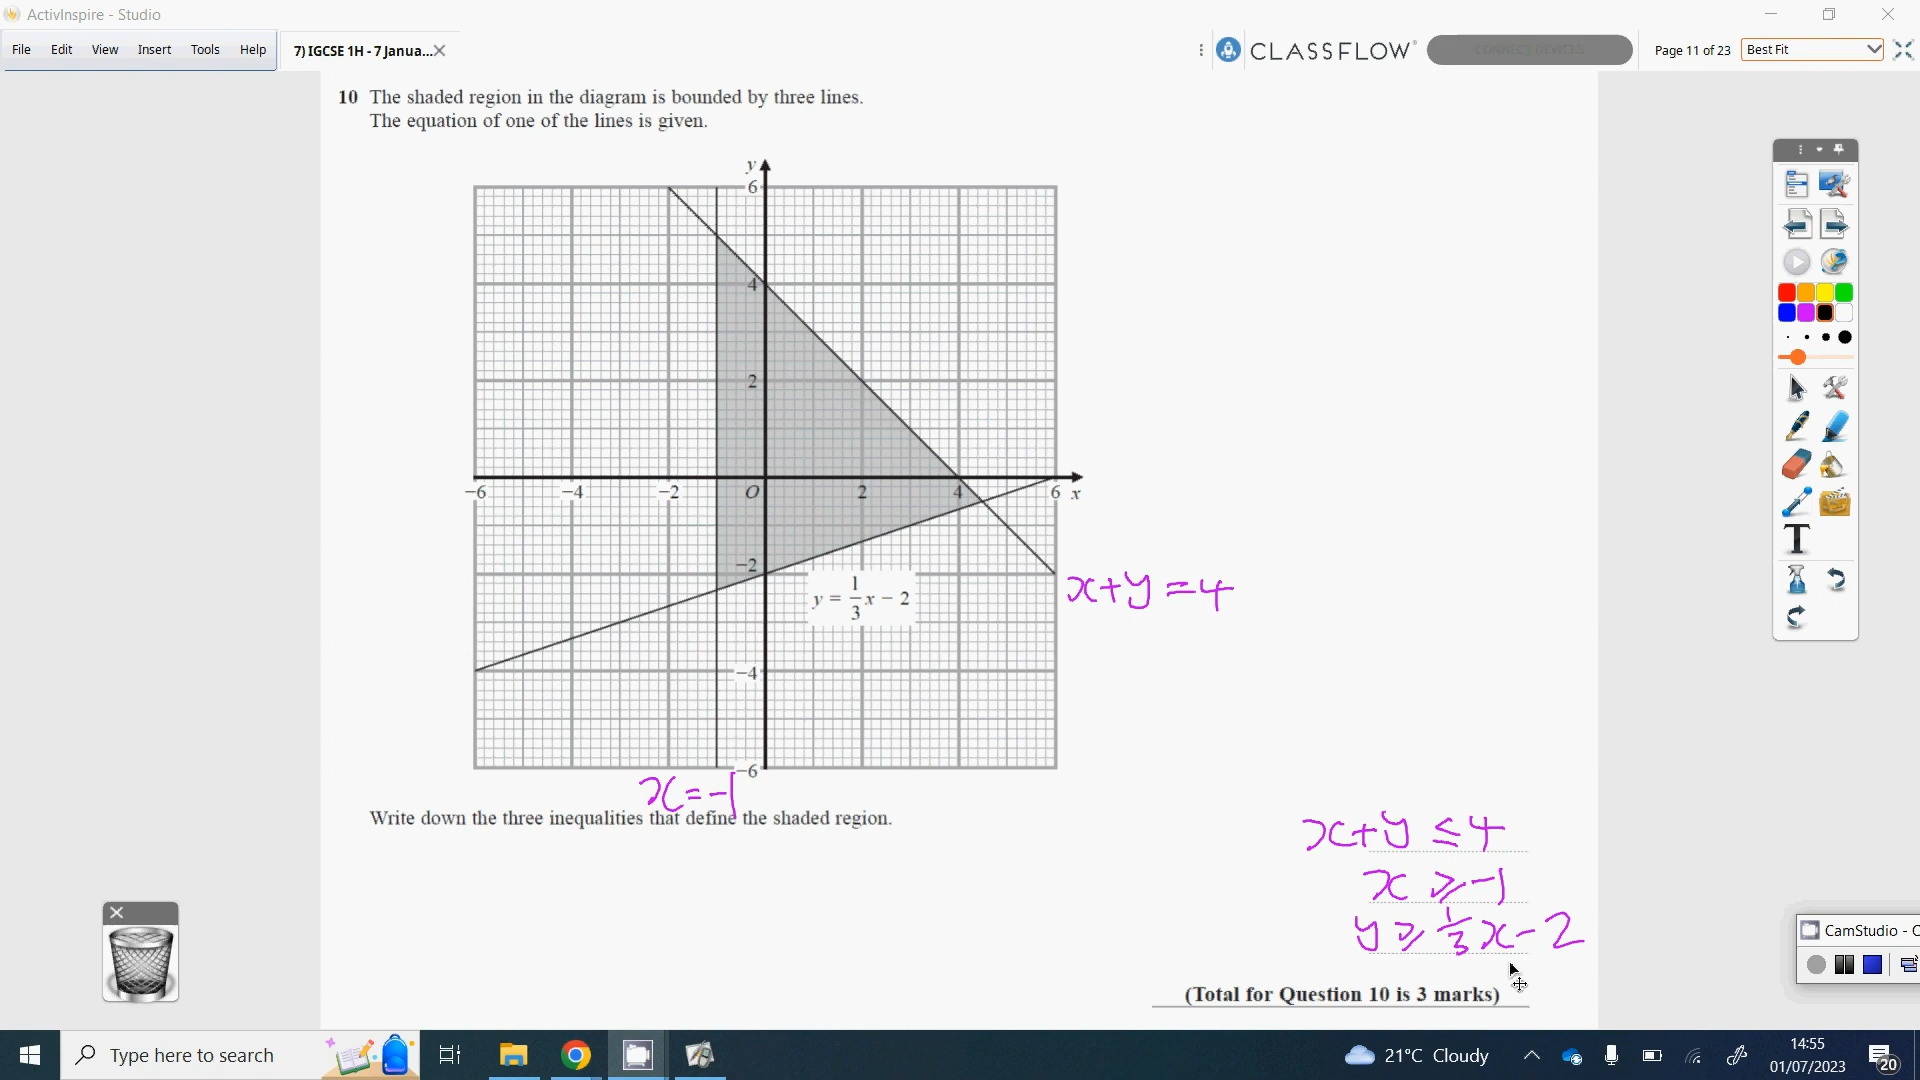 ActivInspire - Studio
File Edit View Insert Tools Help
7) IGCSE 1H - 7 Janua...
CLASSFLOW
CONNECT DEVICES
Page 11 of 23
Best Fit
10 The shaded region in the diagram is bounded by three lines.
The equation of one of the lines is given.
y
6
4
2
−6 −4 −2 O 2 4 6 x
−2
y = 1/3 x − 2
x+y=4
−4
−6
x=-1
Write down the three inequalities that define the shaded region.
x+y ≤ 4
x ≥ -1
y ≥ 1/3 x - 2
(Total for Question 10 is 3 marks)
T
CamStudio - O
Type here to search
21°C Cloudy
14:55
01/07/2023
20